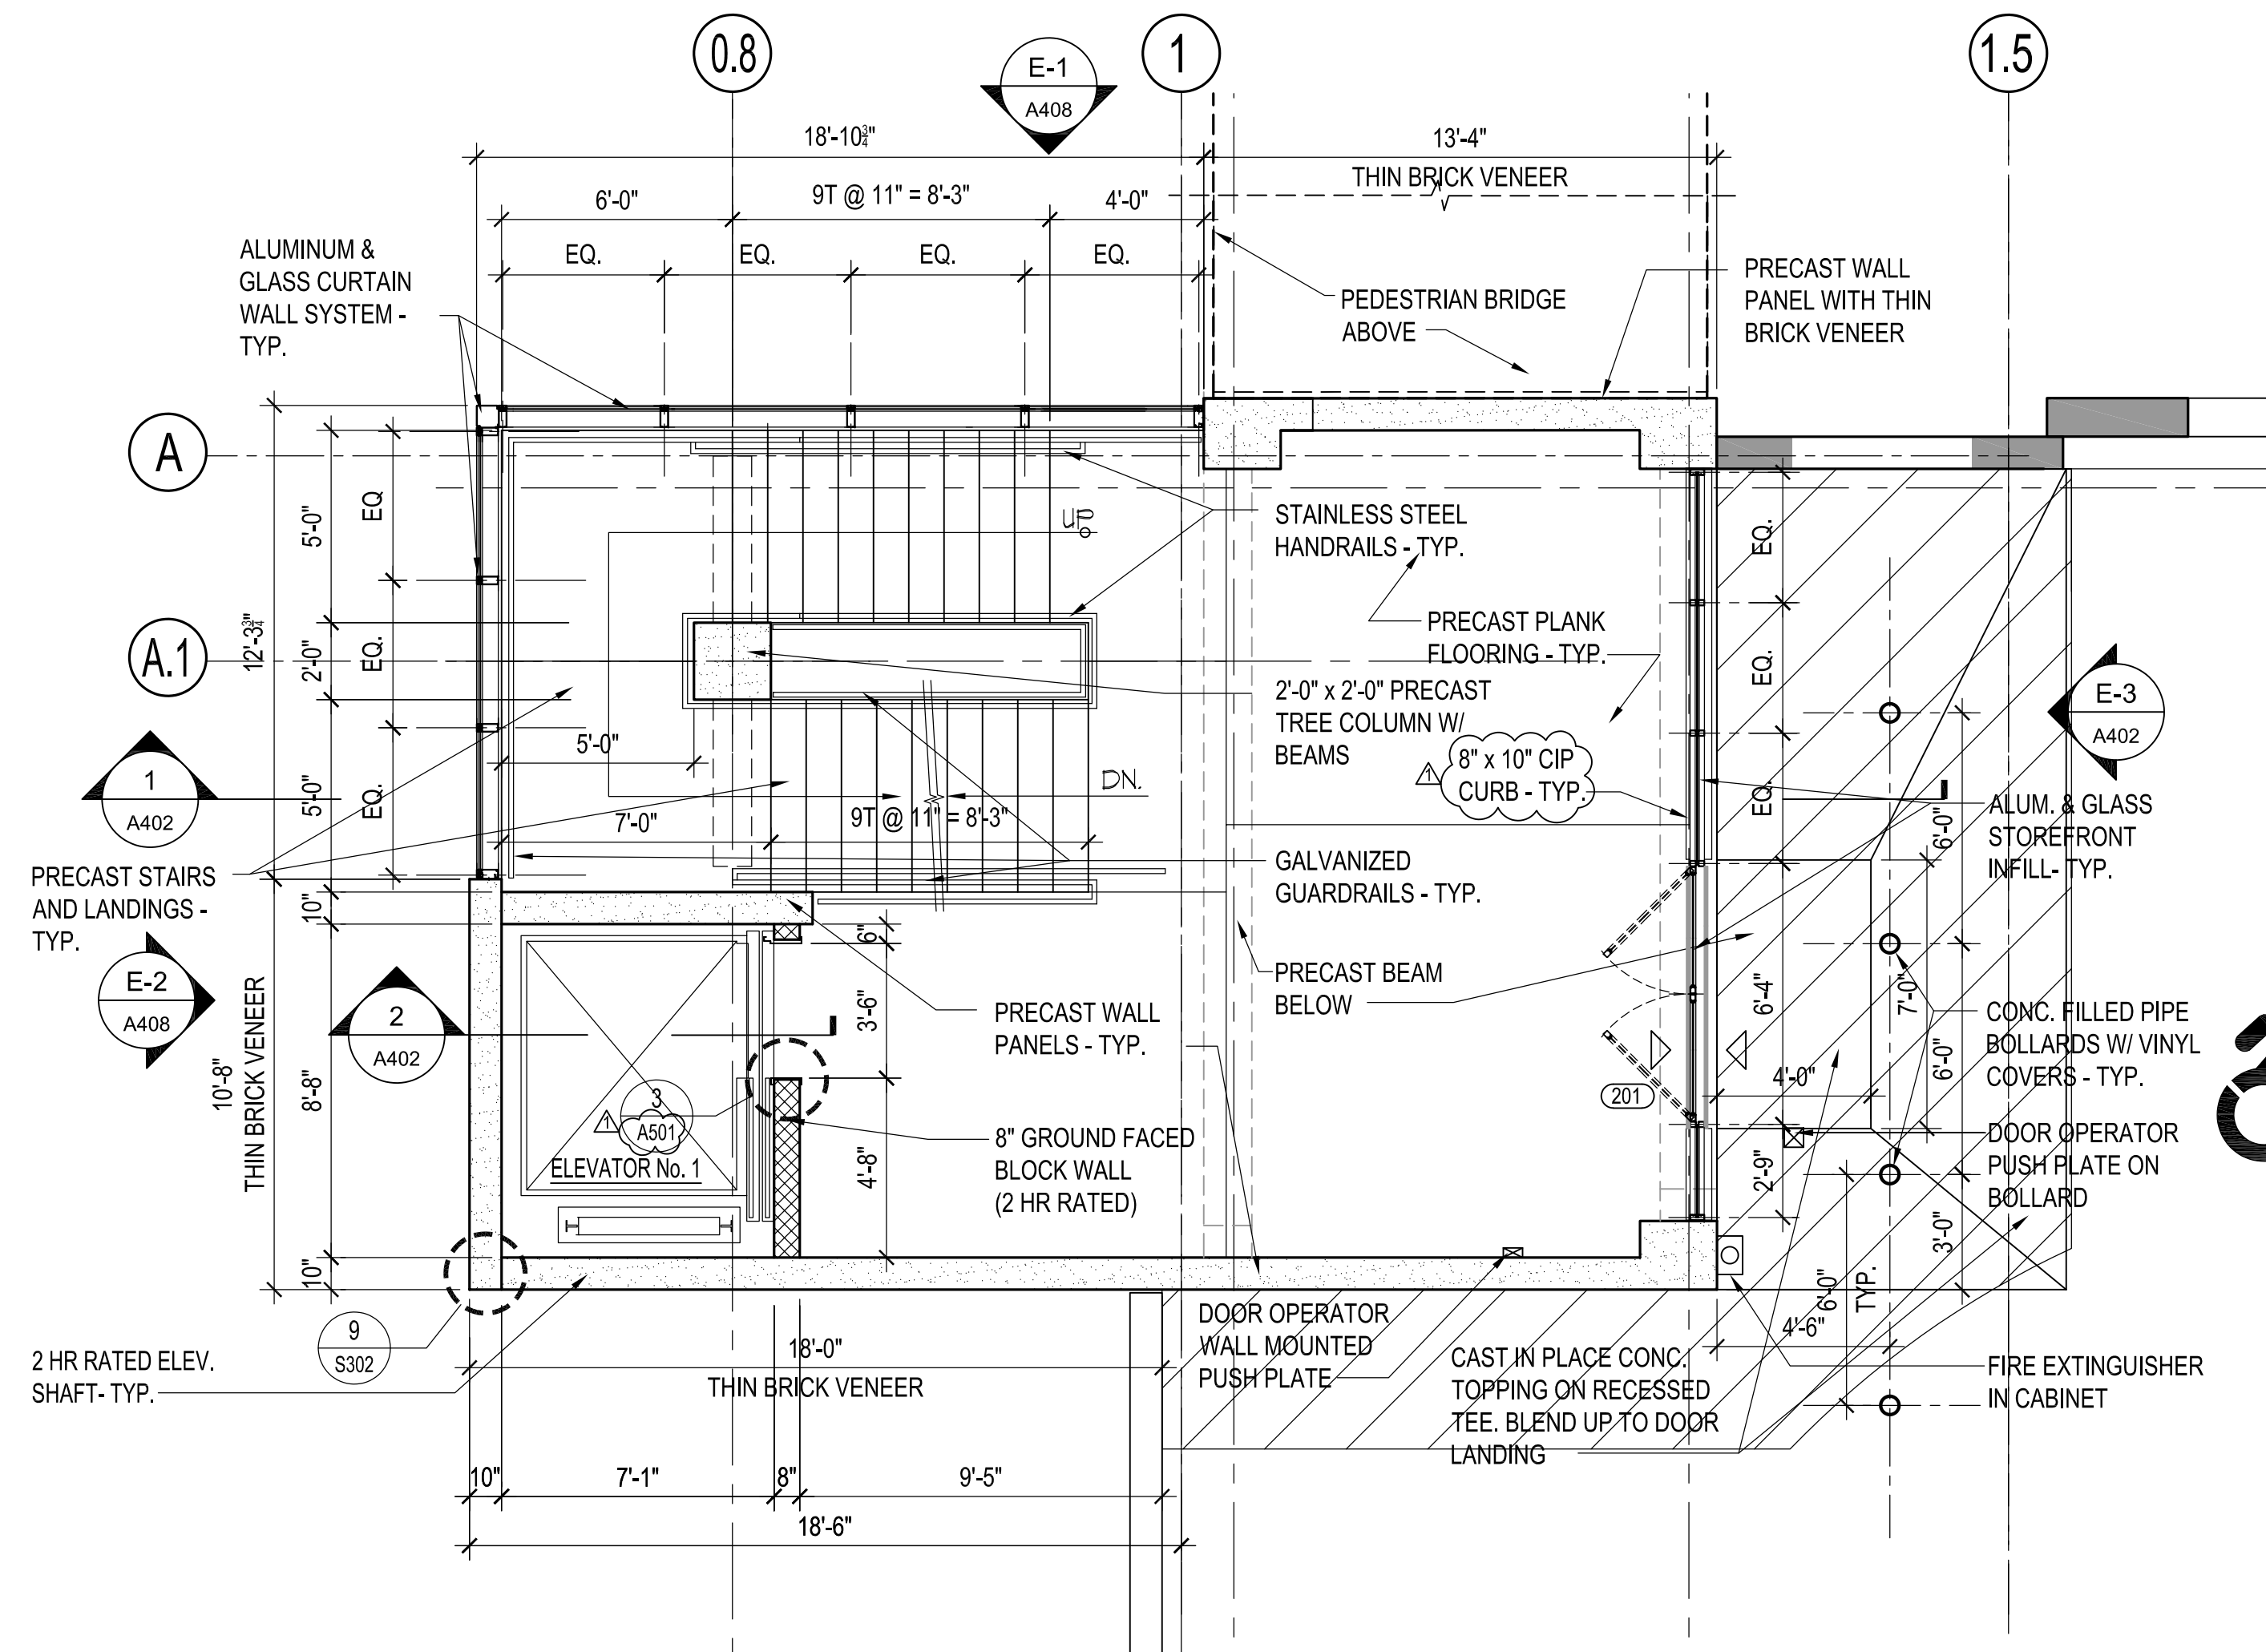 0.8
1
1.5
E-1
A408
18'-10¾"
13'-4"
THIN BRICK VENEER
6'-0"
9T @ 11" = 8'-3"
4'-0"
EQ.
EQ.
EQ.
EQ.
ALUMINUM &
GLASS CURTAIN
WALL SYSTEM -
TYP.
PEDESTRIAN BRIDGE
ABOVE
PRECAST WALL
PANEL WITH THIN
BRICK VENEER
A
A.1
12'-3¾"
5'-0"
2'-0"
5'-0"
EQ
EQ.
EQ.
UP
STAINLESS STEEL
HANDRAILS - TYP.
PRECAST PLANK
FLOORING - TYP.
2'-0" x 2'-0" PRECAST
TREE COLUMN W/
BEAMS
1
8" x 10" CIP
CURB - TYP.
EQ.
EQ.
EQ.
E-3
A402
5'-0"
DN.
7'-0"
9T @ 11" = 8'-3"
1
A402
PRECAST STAIRS
AND LANDINGS -
TYP.
GALVANIZED
GUARDRAILS - TYP.
6'-0"
ALUM. & GLASS
STOREFRONT
INFILL- TYP.
E-2
A408
2
A402
10"
8'-8"
10"
10'-8"
THIN BRICK VENEER
6"
3'-6"
4'-8"
PRECAST WALL
PANELS - TYP.
PRECAST BEAM
BELOW
3
A501
1
ELEVATOR No. 1
8" GROUND FACED
BLOCK WALL
(2 HR RATED)
201
6'-4"
2'-9"
4'-0"
7'-0"
6'-0"
3'-0"
CONC. FILLED PIPE
BOLLARDS W/ VINYL
COVERS - TYP.
DOOR OPERATOR
PUSH PLATE ON
BOLLARD
6'-0"
TYP.
4'-6"
9
S302
2 HR RATED ELEV.
SHAFT- TYP.
18'-0"
THIN BRICK VENEER
DOOR OPERATOR
WALL MOUNTED
PUSH PLATE
CAST IN PLACE CONC.
TOPPING ON RECESSED
TEE. BLEND UP TO DOOR
LANDING
FIRE EXTINGUISHER
IN CABINET
10"
7'-1"
8"
9'-5"
18'-6"